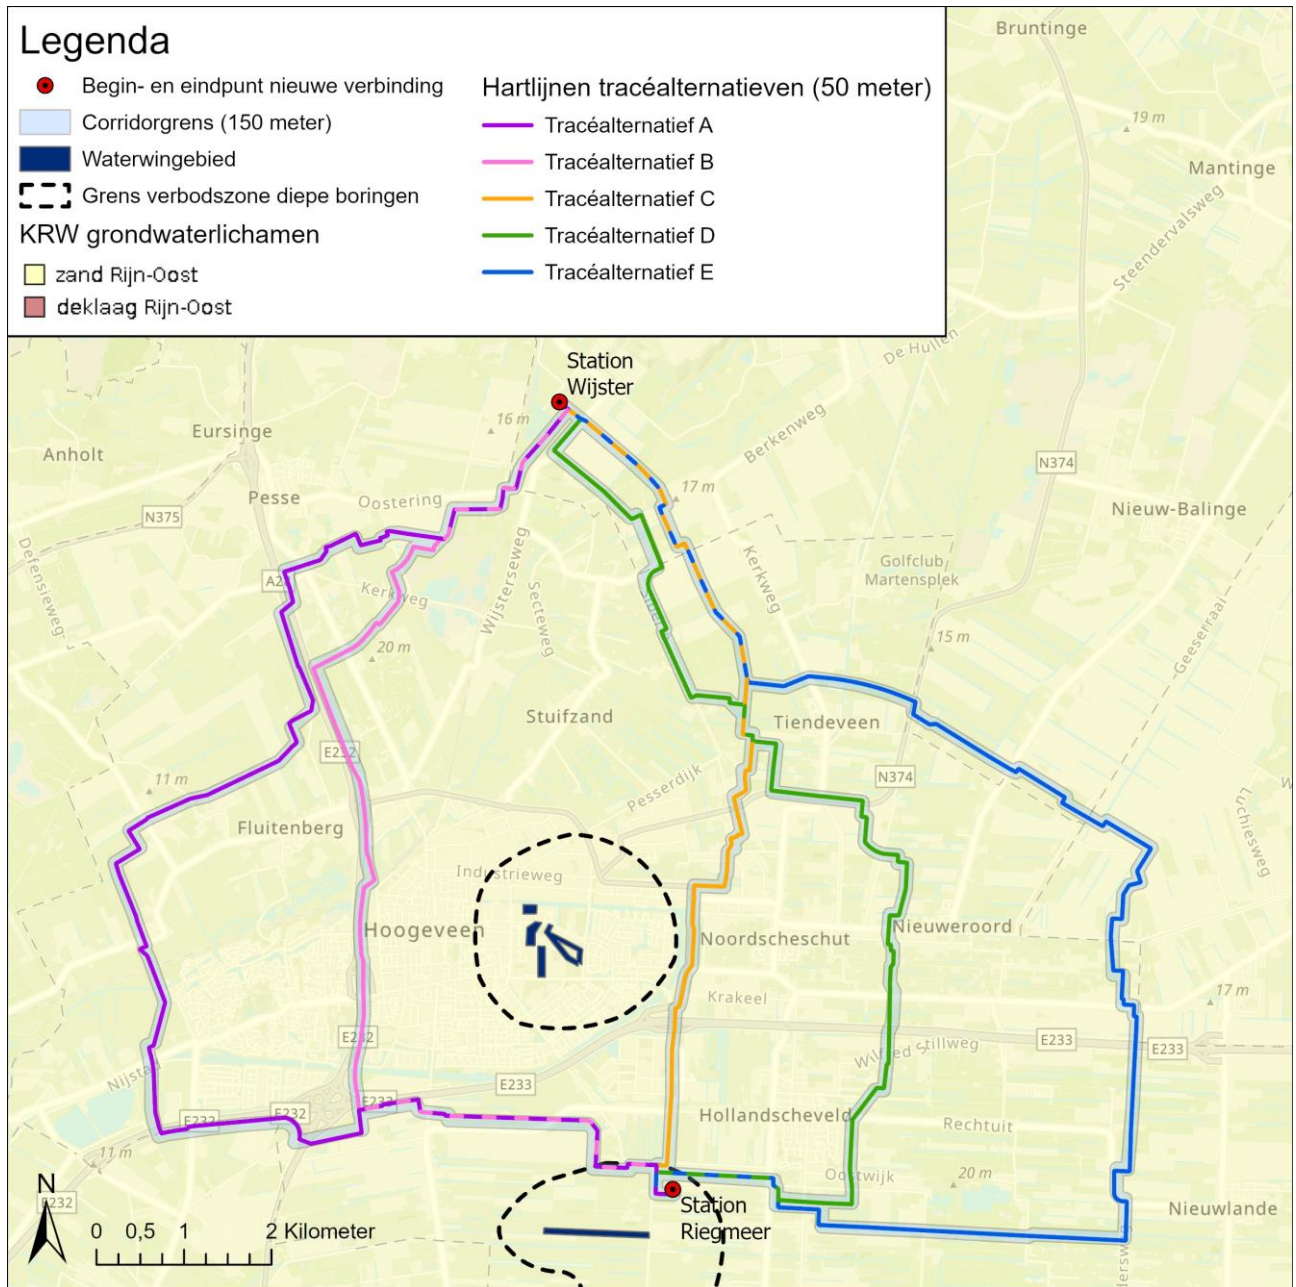 Legenda
Begin- en eindpunt nieuwe verbinding
Corridorgrens (150 meter)
Waterwingebied
Grens verbodszone diepe boringen
KRW grondwaterlichamen
zand Rijn-Oost
deklaag Rijn-Oost
Hartlijnen tracéalternatieven (50 meter)
Tracéalternatief A
Tracéalternatief B
Tracéalternatief C
Tracéalternatief D
Tracéalternatief E
Bruntinge
19 m
Mantinge
Steendervalsweg
De Hullen
Station
Wijster
16 m
Eursinge
Anholt
Berkenweg
N374
Pesse
Oostering
17 m
N375
Nieuw-Balinge
Defensieweg
Wijsterseweg
Kerkweg
Golfclub
Martensplek
Kerkweg
Secteweg
Geeserraai
20 m
15 m
Stuifzand
Tiendeveen
E232
11 m
Pesserdijk
N374
Luchiesweg
Fluitenberg
Industrieweg
Hoogeveen
Noordscheschut
Nieuweroord
Krakeel
17 m
E232
E233
E233
Nijstad
E233
E232
E232
Hollandscheveld
Rechtuit
11 m
Oostwijk
20 m
N
E232
Station
Riegmeer
Nieuwlande
0 0,5 1 2 Kilometer